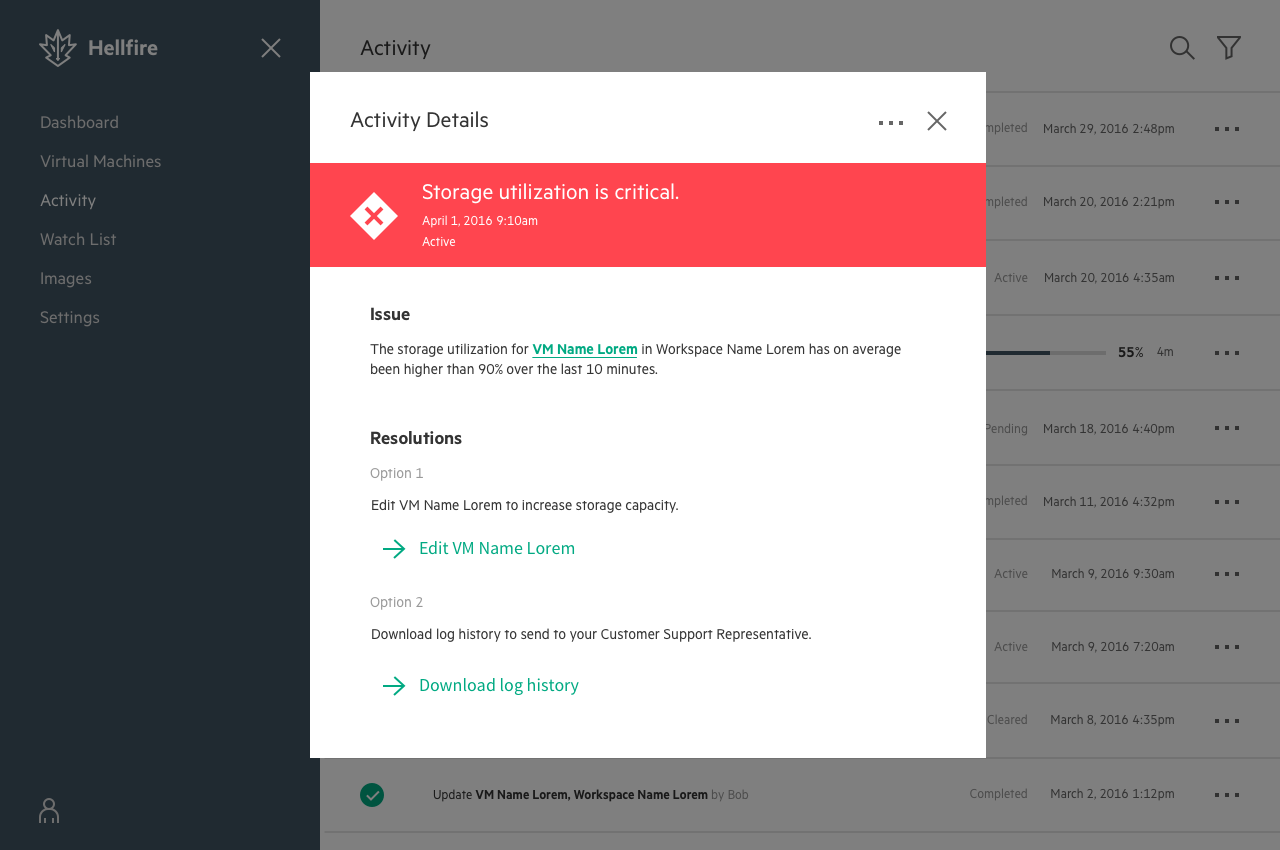 Hellfire
Dashboard
Virtual Machines
Activity
Watch List
Images
Settings
Activity
Activity Details
Storage utilization is critical.
April 1, 2016 9:10am
Active
Issue
The storage utilization for VM Name Lorem in Workspace Name Lorem has on average
been higher than 90% over the last 10 minutes.
Resolutions
Option 1
Edit VM Name Lorem to increase storage capacity.
Edit VM Name Lorem
Option 2
Download log history to send to your Customer Support Representative.
Download log history
March 29, 2016 2:48pm
March 20, 2016 2:21pm
Active March 20, 2016 4:35am
55% 4m
Pending March 18, 2016 4:40pm
March 11, 2016 4:32pm
Active March 9, 2016 9:30am
Active March 9, 2016 7:20am
Cleared March 8, 2016 4:35pm
Update VM Name Lorem, Workspace Name Lorem by Bob Completed March 2, 2016 1:12pm